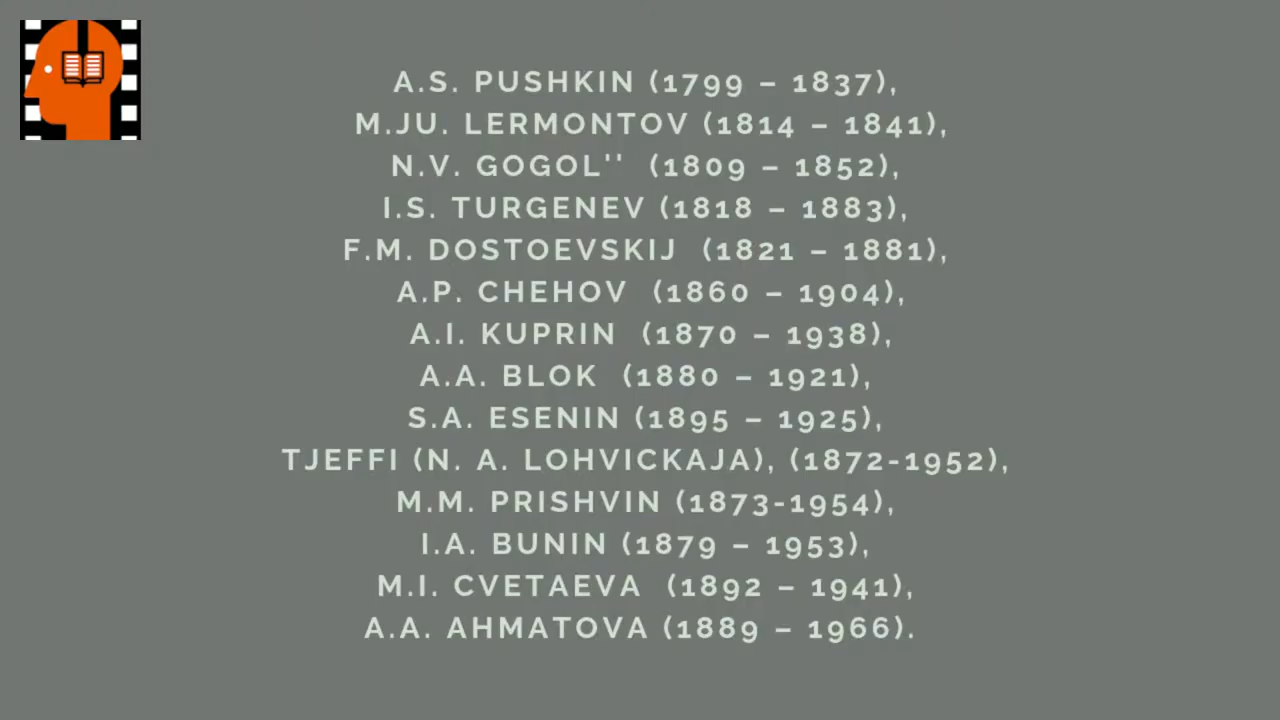 A.S. PUSHKIN (1799 – 1837),
M.JU. LERMONTOV (1814 – 1841),
N.V. GOGOL'' (1809 – 1852),
I.S. TURGENEV (1818 – 1883),
F.M. DOSTOEVSKIJ (1821 – 1881),
A.P. CHEHOV (1860 – 1904),
A.I. KUPRIN (1870 – 1938),
A.A. BLOK (1880 – 1921),
S.A. ESENIN (1895 – 1925),
TJEFFI (N. A. LOHVICKAJA), (1872-1952),
M.M. PRISHVIN (1873-1954),
I.A. BUNIN (1879 – 1953),
M.I. CVETAEVA (1892 – 1941),
A.A. AHMATOVA (1889 – 1966).